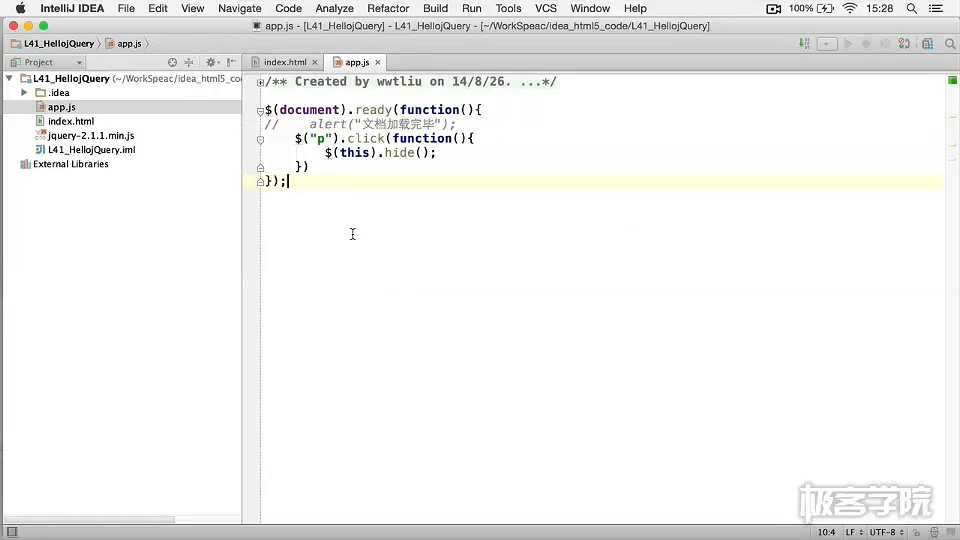 IntelliJ IDEA File Edit View Navigate Code Analyze Refactor Build Run Tools VCS Window Help 100% 15:28
app.js - [L41_HellojQuery] - L41_HellojQuery - [~/WorkSpeac/idea_html5_code/L41_HellojQuery]
L41_HellojQuery app.js
Project
index.html app.js
L41_HellojQuery (~/WorkSpeac/idea_html5_co
.idea
app.js
index.html
jquery-2.1.1.min.js
L41_HellojQuery.iml
External Libraries
/** Created by wwtliu on 14/8/26. ...*/
$(document).ready(function(){
// alert("文档加载完毕");
$("p").click(function(){
$(this).hide();
})
});
极客学院
10:4 LF UTF-8